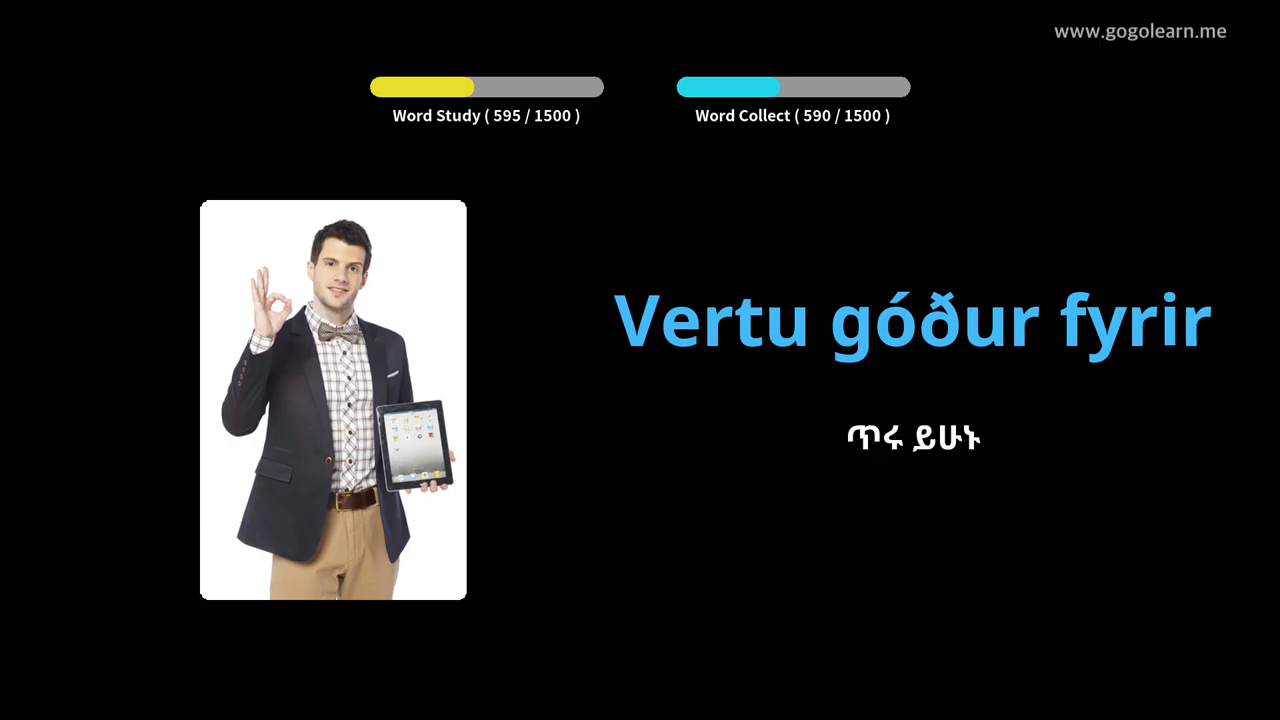 www.gogolearn.me
Word Study ( 595 / 1500 )
Word Collect ( 590 / 1500 )
Vertu góður fyrir
ጥሩ ይሁኑ